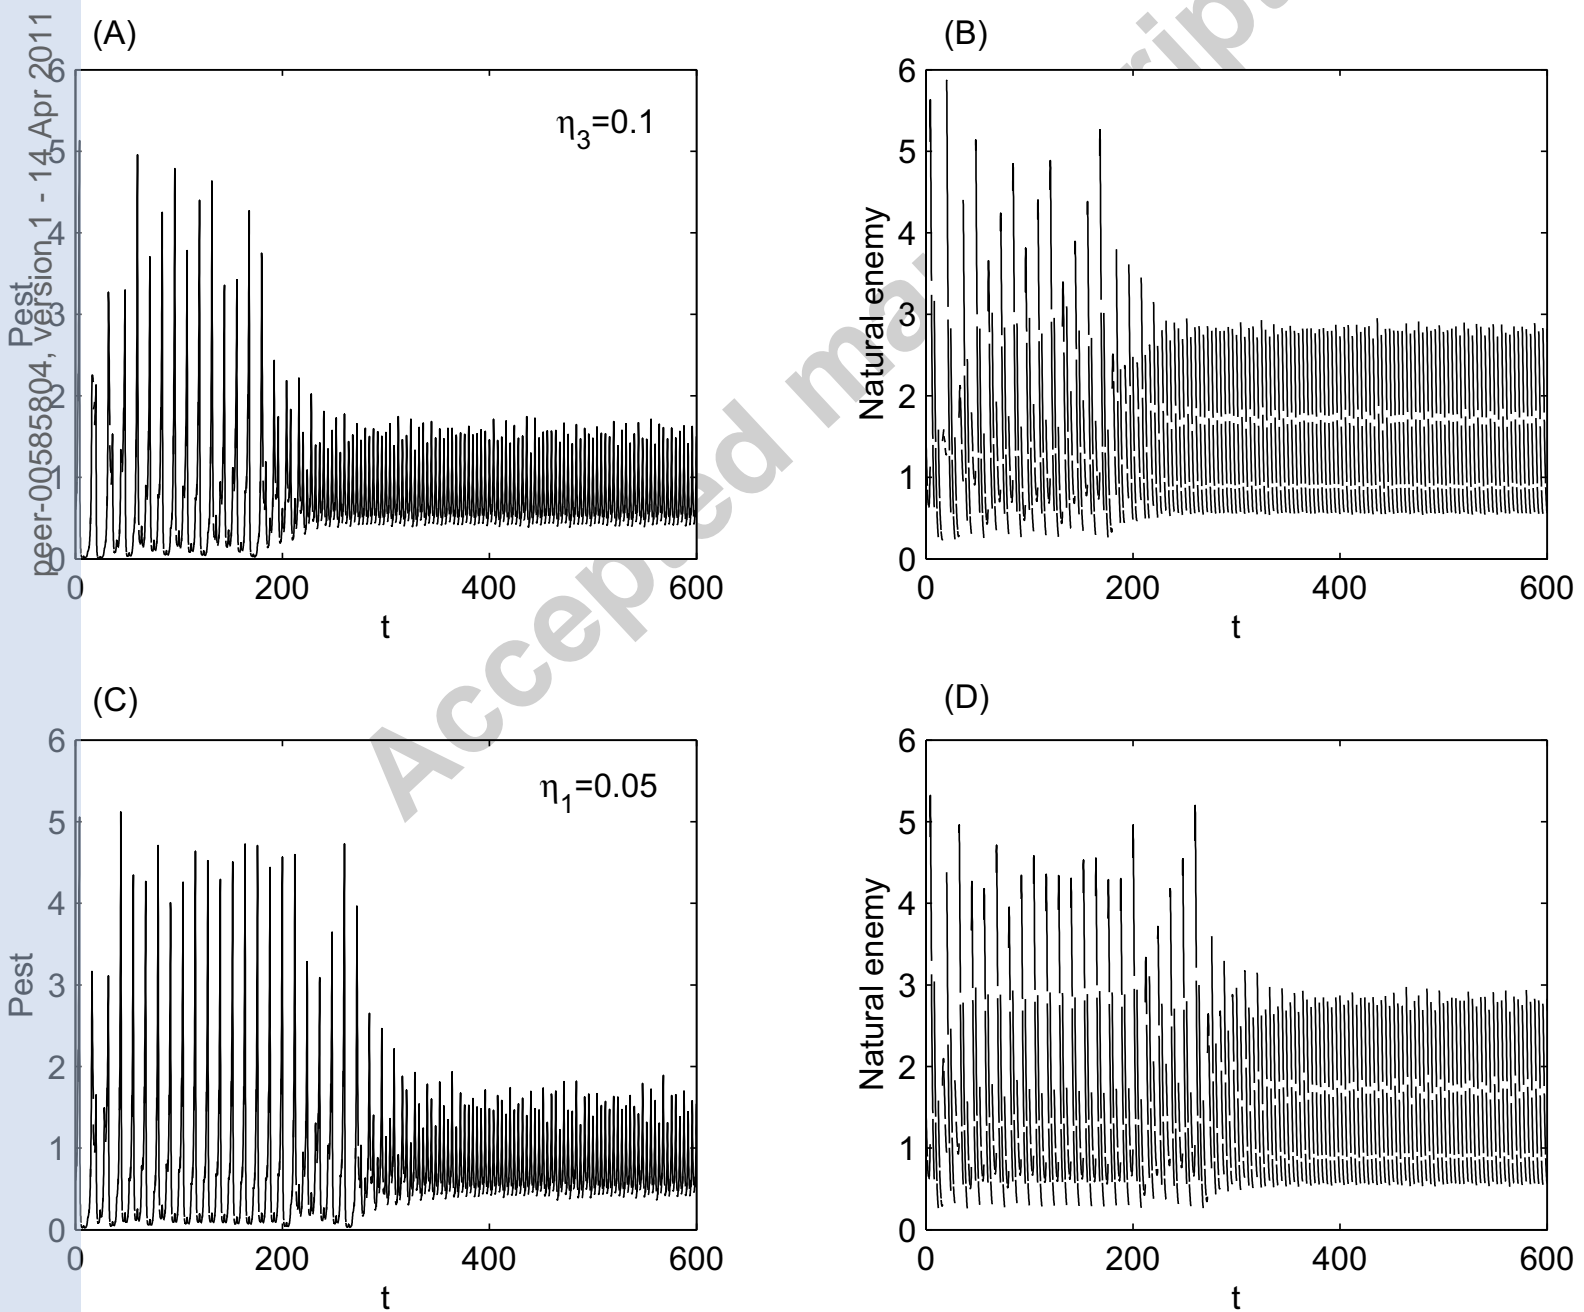 peer-00585804, version 1 - 14 Apr 2011
Accepted manuscript
(A)
6
5
4
3
2
1
0
Pest
η3=0.1
0 200 400 600
t
(B)
6
5
4
3
2
1
0
Natural enemy
0 200 400 600
t
(C)
6
5
4
3
2
1
0
Pest
η1=0.05
0 200 400 600
t
(D)
6
5
4
3
2
1
0
Natural enemy
0 200 400 600
t